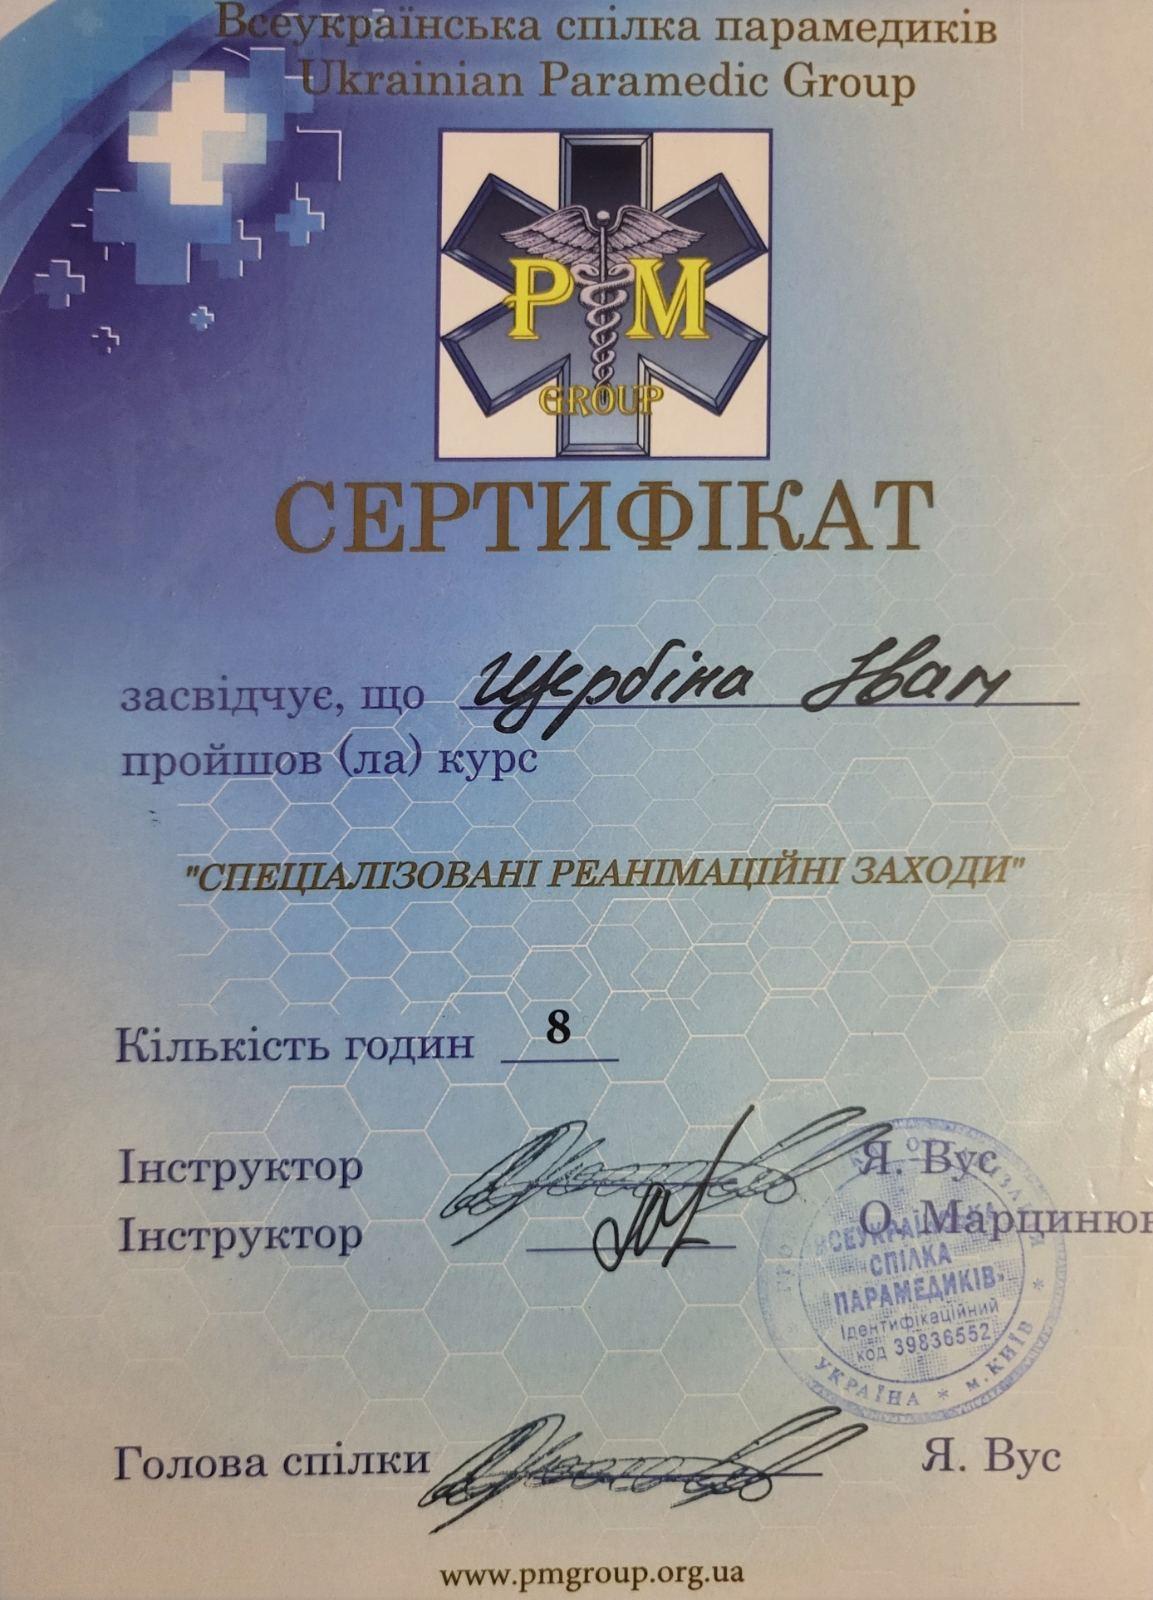 Всеукраїнська спілка парамедиків
Ukrainian Paramedic Group
P M
GROUP
СЕРТИФІКАТ
засвідчує, що Щербіна Іван
пройшов (ла) курс
"СПЕЦІАЛІЗОВАНІ РЕАНІМАЦІЙНІ ЗАХОДИ"
Кількість годин 8
Інструктор Я. Вус
Інструктор О. Марцинюк
ВСЕУКРАЇНСЬКА
СПІЛКА
ПАРАМЕДИКІВ»
Ідентифікаційний
код 39836552
УКРАЇНА * м. КИЇВ *
Голова спілки Я. Вус
www.pmgroup.org.ua